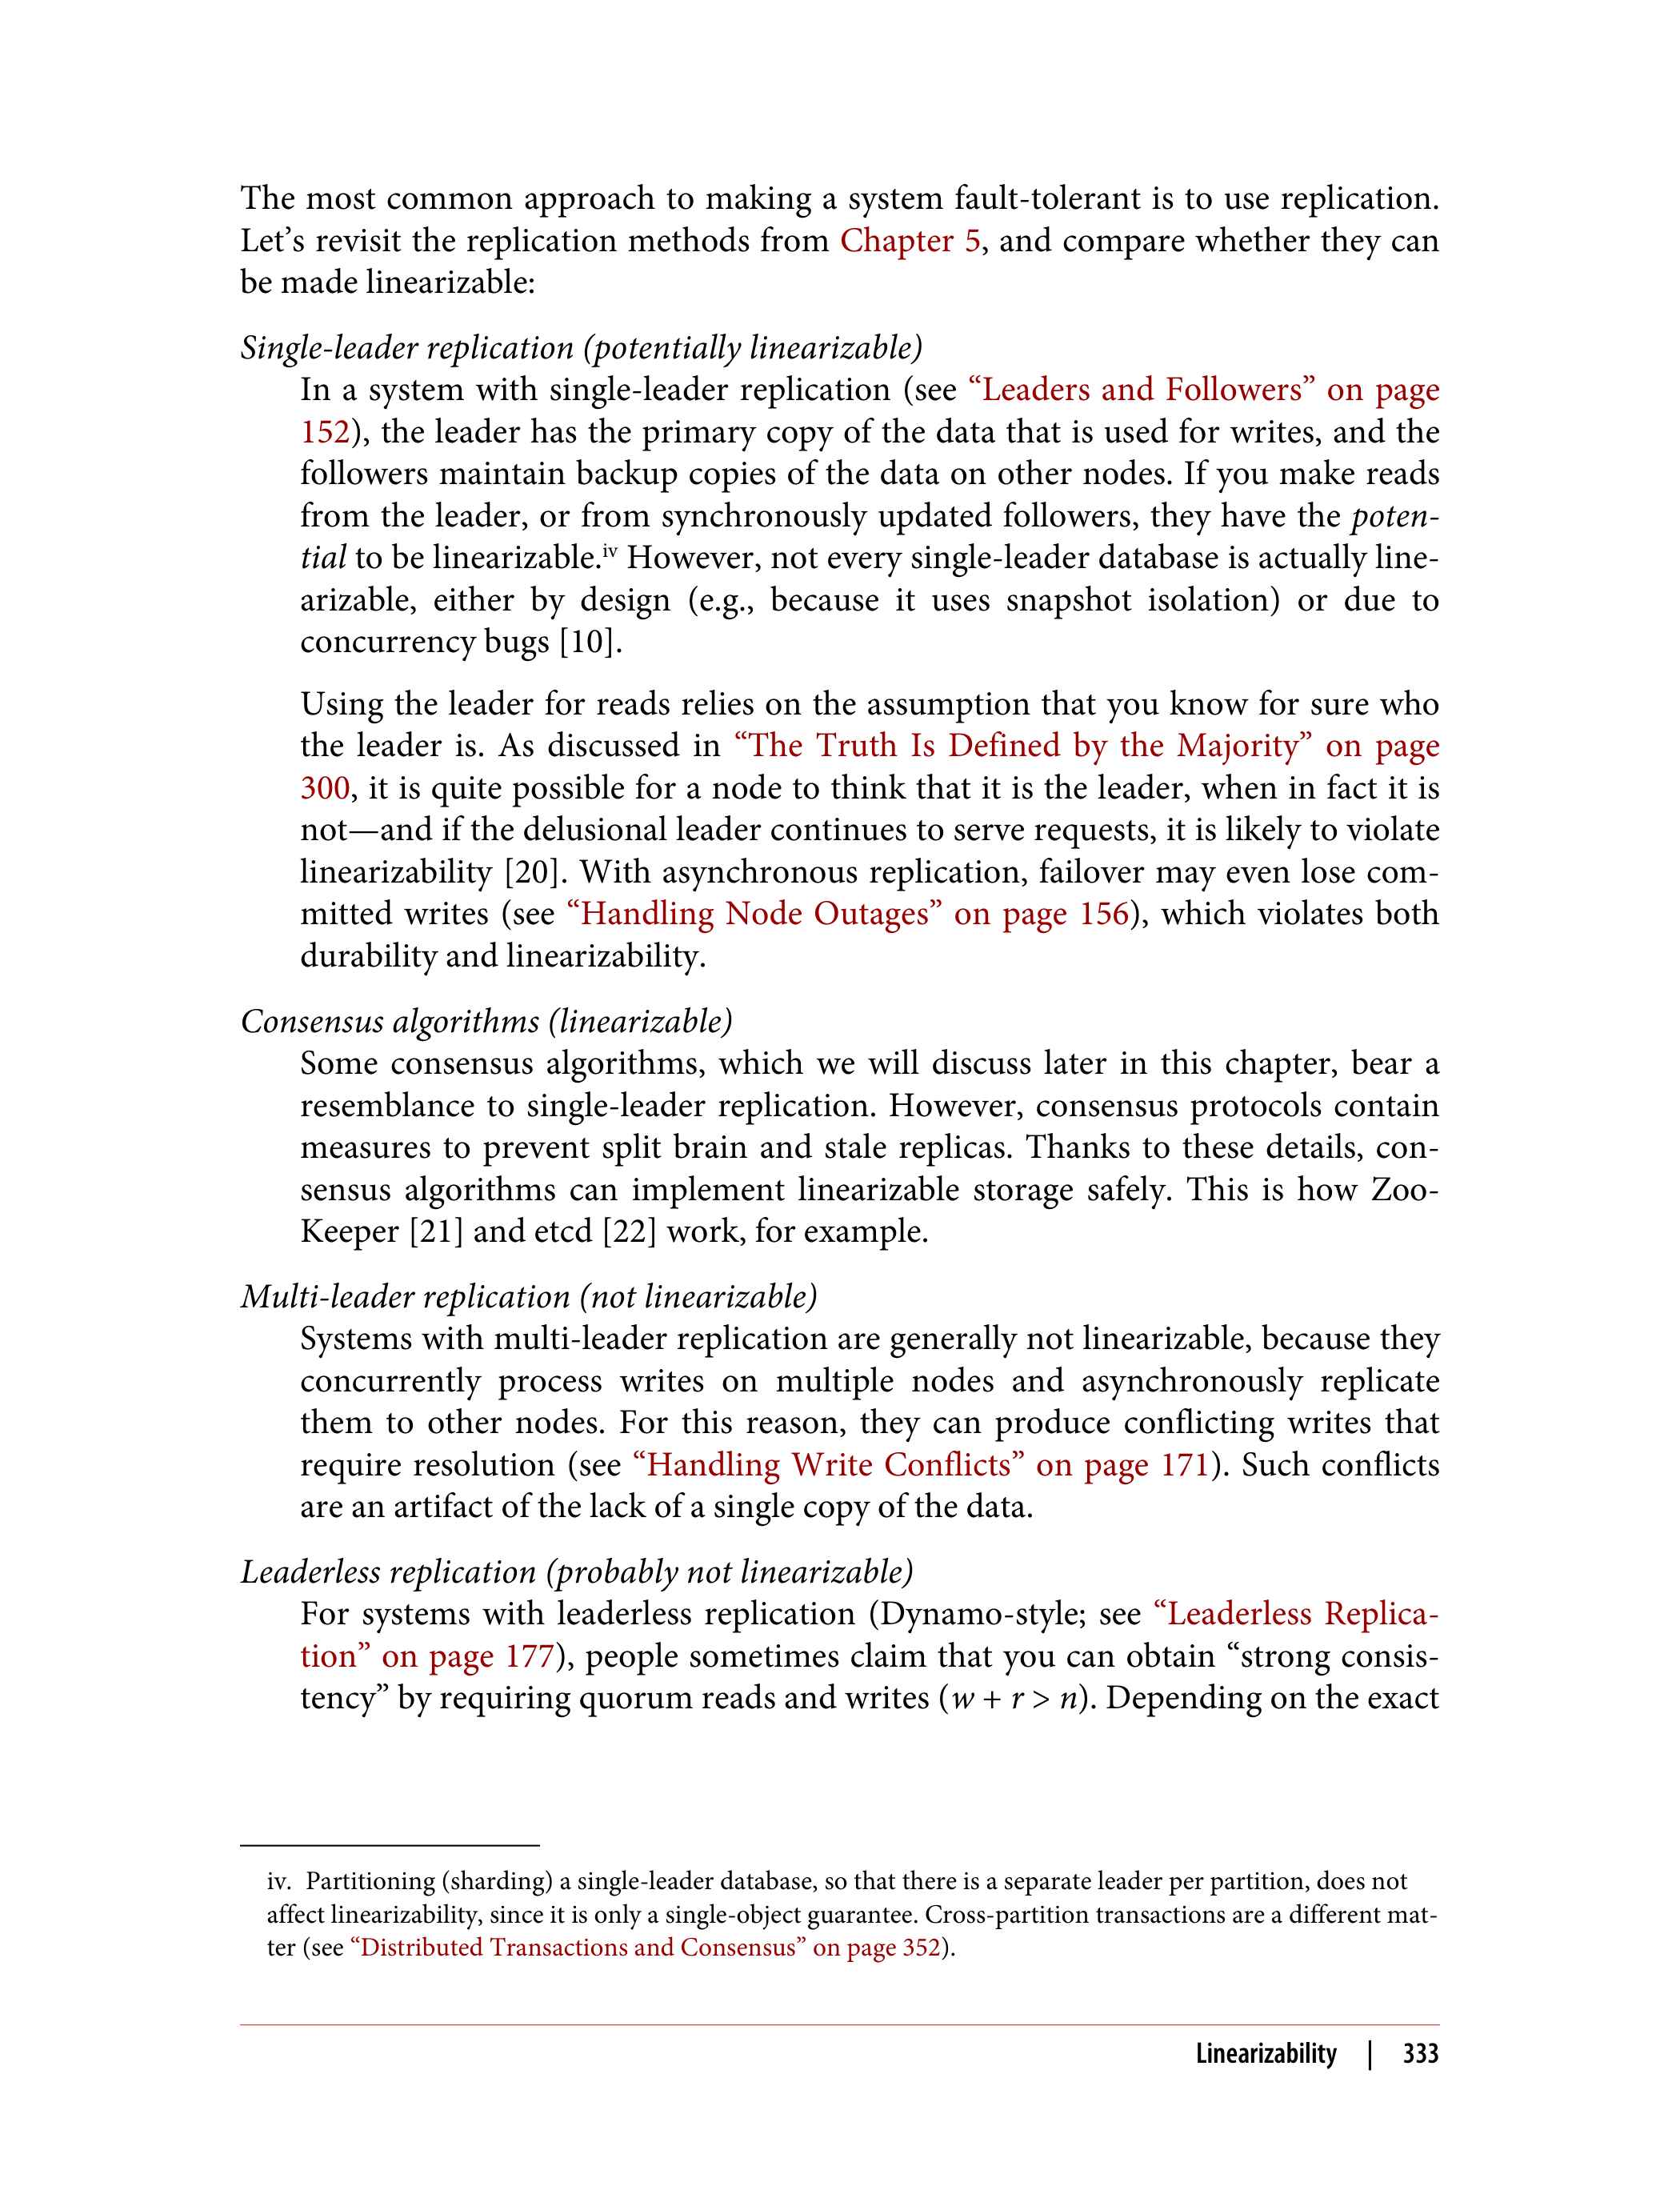 The most common approach to making a system fault-tolerant is to use replication.
Let’s revisit the replication methods from Chapter 5, and compare whether they can
be made linearizable:
Single-leader replication (potentially linearizable)
In a system with single-leader replication (see “Leaders and Followers” on page
152), the leader has the primary copy of the data that is used for writes, and the
followers maintain backup copies of the data on other nodes. If you make reads
from the leader, or from synchronously updated followers, they have the poten-
tial to be linearizable.iv However, not every single-leader database is actually line-
arizable, either by design (e.g., because it uses snapshot isolation) or due to
concurrency bugs [10].
Using the leader for reads relies on the assumption that you know for sure who
the leader is. As discussed in “The Truth Is Defined by the Majority” on page
300, it is quite possible for a node to think that it is the leader, when in fact it is
not—and if the delusional leader continues to serve requests, it is likely to violate
linearizability [20]. With asynchronous replication, failover may even lose com-
mitted writes (see “Handling Node Outages” on page 156), which violates both
durability and linearizability.
Consensus algorithms (linearizable)
Some consensus algorithms, which we will discuss later in this chapter, bear a
resemblance to single-leader replication. However, consensus protocols contain
measures to prevent split brain and stale replicas. Thanks to these details, con-
sensus algorithms can implement linearizable storage safely. This is how Zoo-
Keeper [21] and etcd [22] work, for example.
Multi-leader replication (not linearizable)
Systems with multi-leader replication are generally not linearizable, because they
concurrently process writes on multiple nodes and asynchronously replicate
them to other nodes. For this reason, they can produce conflicting writes that
require resolution (see “Handling Write Conflicts” on page 171). Such conflicts
are an artifact of the lack of a single copy of the data.
Leaderless replication (probably not linearizable)
For systems with leaderless replication (Dynamo-style; see “Leaderless Replica-
tion” on page 177), people sometimes claim that you can obtain “strong consis-
tency” by requiring quorum reads and writes (w + r > n). Depending on the exact
iv. Partitioning (sharding) a single-leader database, so that there is a separate leader per partition, does not
affect linearizability, since it is only a single-object guarantee. Cross-partition transactions are a different mat-
ter (see “Distributed Transactions and Consensus” on page 352).
Linearizability | 333